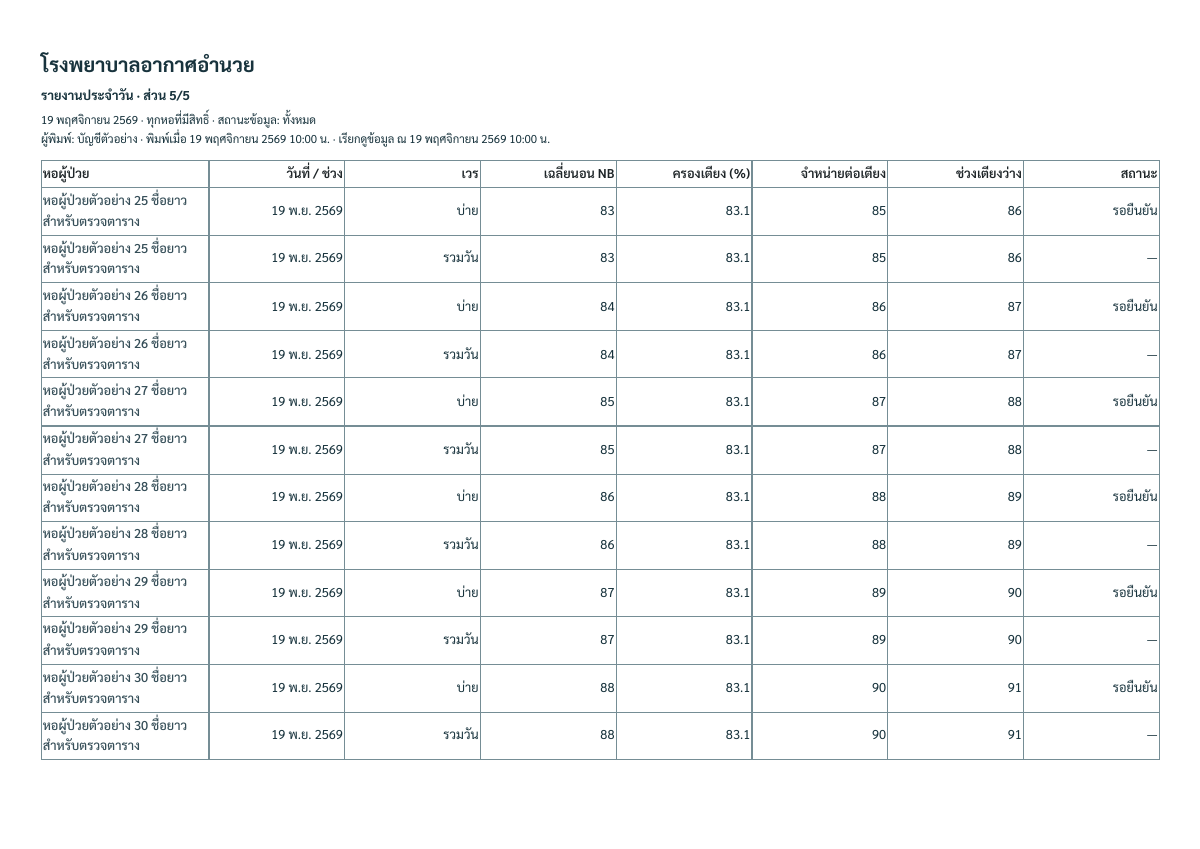 โรงพยาบาลอากาศอำนวย
รายงานประจำวัน · ส่วน 5/5
19 พฤศจิกายน 2569 · ทุกหอที่มีสิทธิ์ · สถานะข้อมูล: ทั้งหมด
ผู้พิมพ์: บัญชีตัวอย่าง · พิมพ์เมื่อ 19 พฤศจิกายน 2569 10:00 น. · เรียกดูข้อมูล ณ 19 พฤศจิกายน 2569 10:00 น.
หอผู้ป่วย วันที่ / ช่วง เวร เฉลี่ยนอน NB ครองเตียง (%) จำหน่ายต่อเตียง ช่วงเตียงว่าง สถานะ
หอผู้ป่วยตัวอย่าง 25 ชื่อยาว
สำหรับตรวจตาราง 19 พ.ย. 2569 บ่าย 83 83.1 85 86 รอยืนยัน
หอผู้ป่วยตัวอย่าง 25 ชื่อยาว
สำหรับตรวจตาราง 19 พ.ย. 2569 รวมวัน 83 83.1 85 86 —
หอผู้ป่วยตัวอย่าง 26 ชื่อยาว
สำหรับตรวจตาราง 19 พ.ย. 2569 บ่าย 84 83.1 86 87 รอยืนยัน
หอผู้ป่วยตัวอย่าง 26 ชื่อยาว
สำหรับตรวจตาราง 19 พ.ย. 2569 รวมวัน 84 83.1 86 87 —
หอผู้ป่วยตัวอย่าง 27 ชื่อยาว
สำหรับตรวจตาราง 19 พ.ย. 2569 บ่าย 85 83.1 87 88 รอยืนยัน
หอผู้ป่วยตัวอย่าง 27 ชื่อยาว
สำหรับตรวจตาราง 19 พ.ย. 2569 รวมวัน 85 83.1 87 88 —
หอผู้ป่วยตัวอย่าง 28 ชื่อยาว
สำหรับตรวจตาราง 19 พ.ย. 2569 บ่าย 86 83.1 88 89 รอยืนยัน
หอผู้ป่วยตัวอย่าง 28 ชื่อยาว
สำหรับตรวจตาราง 19 พ.ย. 2569 รวมวัน 86 83.1 88 89 —
หอผู้ป่วยตัวอย่าง 29 ชื่อยาว
สำหรับตรวจตาราง 19 พ.ย. 2569 บ่าย 87 83.1 89 90 รอยืนยัน
หอผู้ป่วยตัวอย่าง 29 ชื่อยาว
สำหรับตรวจตาราง 19 พ.ย. 2569 รวมวัน 87 83.1 89 90 —
หอผู้ป่วยตัวอย่าง 30 ชื่อยาว
สำหรับตรวจตาราง 19 พ.ย. 2569 บ่าย 88 83.1 90 91 รอยืนยัน
หอผู้ป่วยตัวอย่าง 30 ชื่อยาว
สำหรับตรวจตาราง 19 พ.ย. 2569 รวมวัน 88 83.1 90 91 —